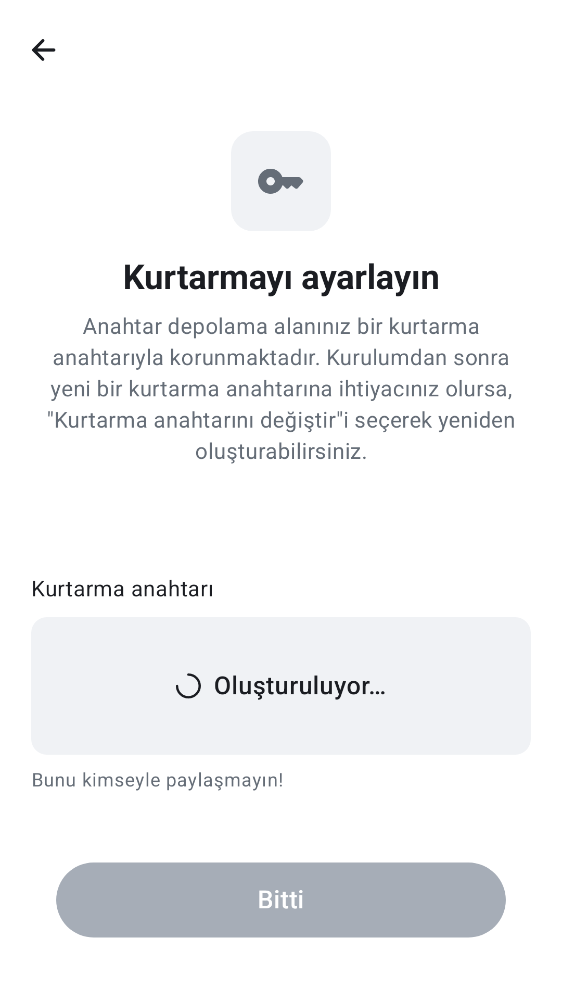 Kurtarmayı ayarlayın
Anahtar depolama alanınız bir kurtarma
anahtarıyla korunmaktadır. Kurulumdan sonra
yeni bir kurtarma anahtarına ihtiyacınız olursa,
"Kurtarma anahtarını değiştir"i seçerek yeniden
oluşturabilirsiniz.
Kurtarma anahtarı
Oluşturuluyor…
Bunu kimseyle paylaşmayın!
Bitti